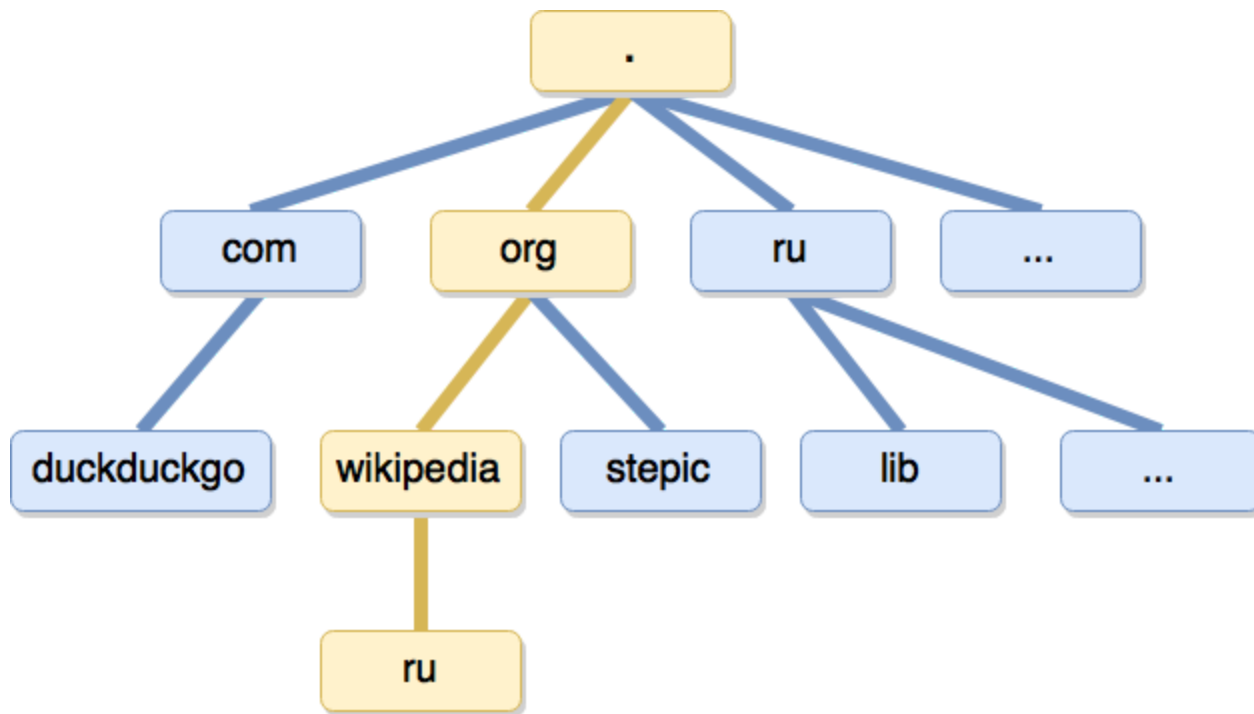 .
com
org
ru
...
duckduckgo
wikipedia
stepic
lib
...
ru